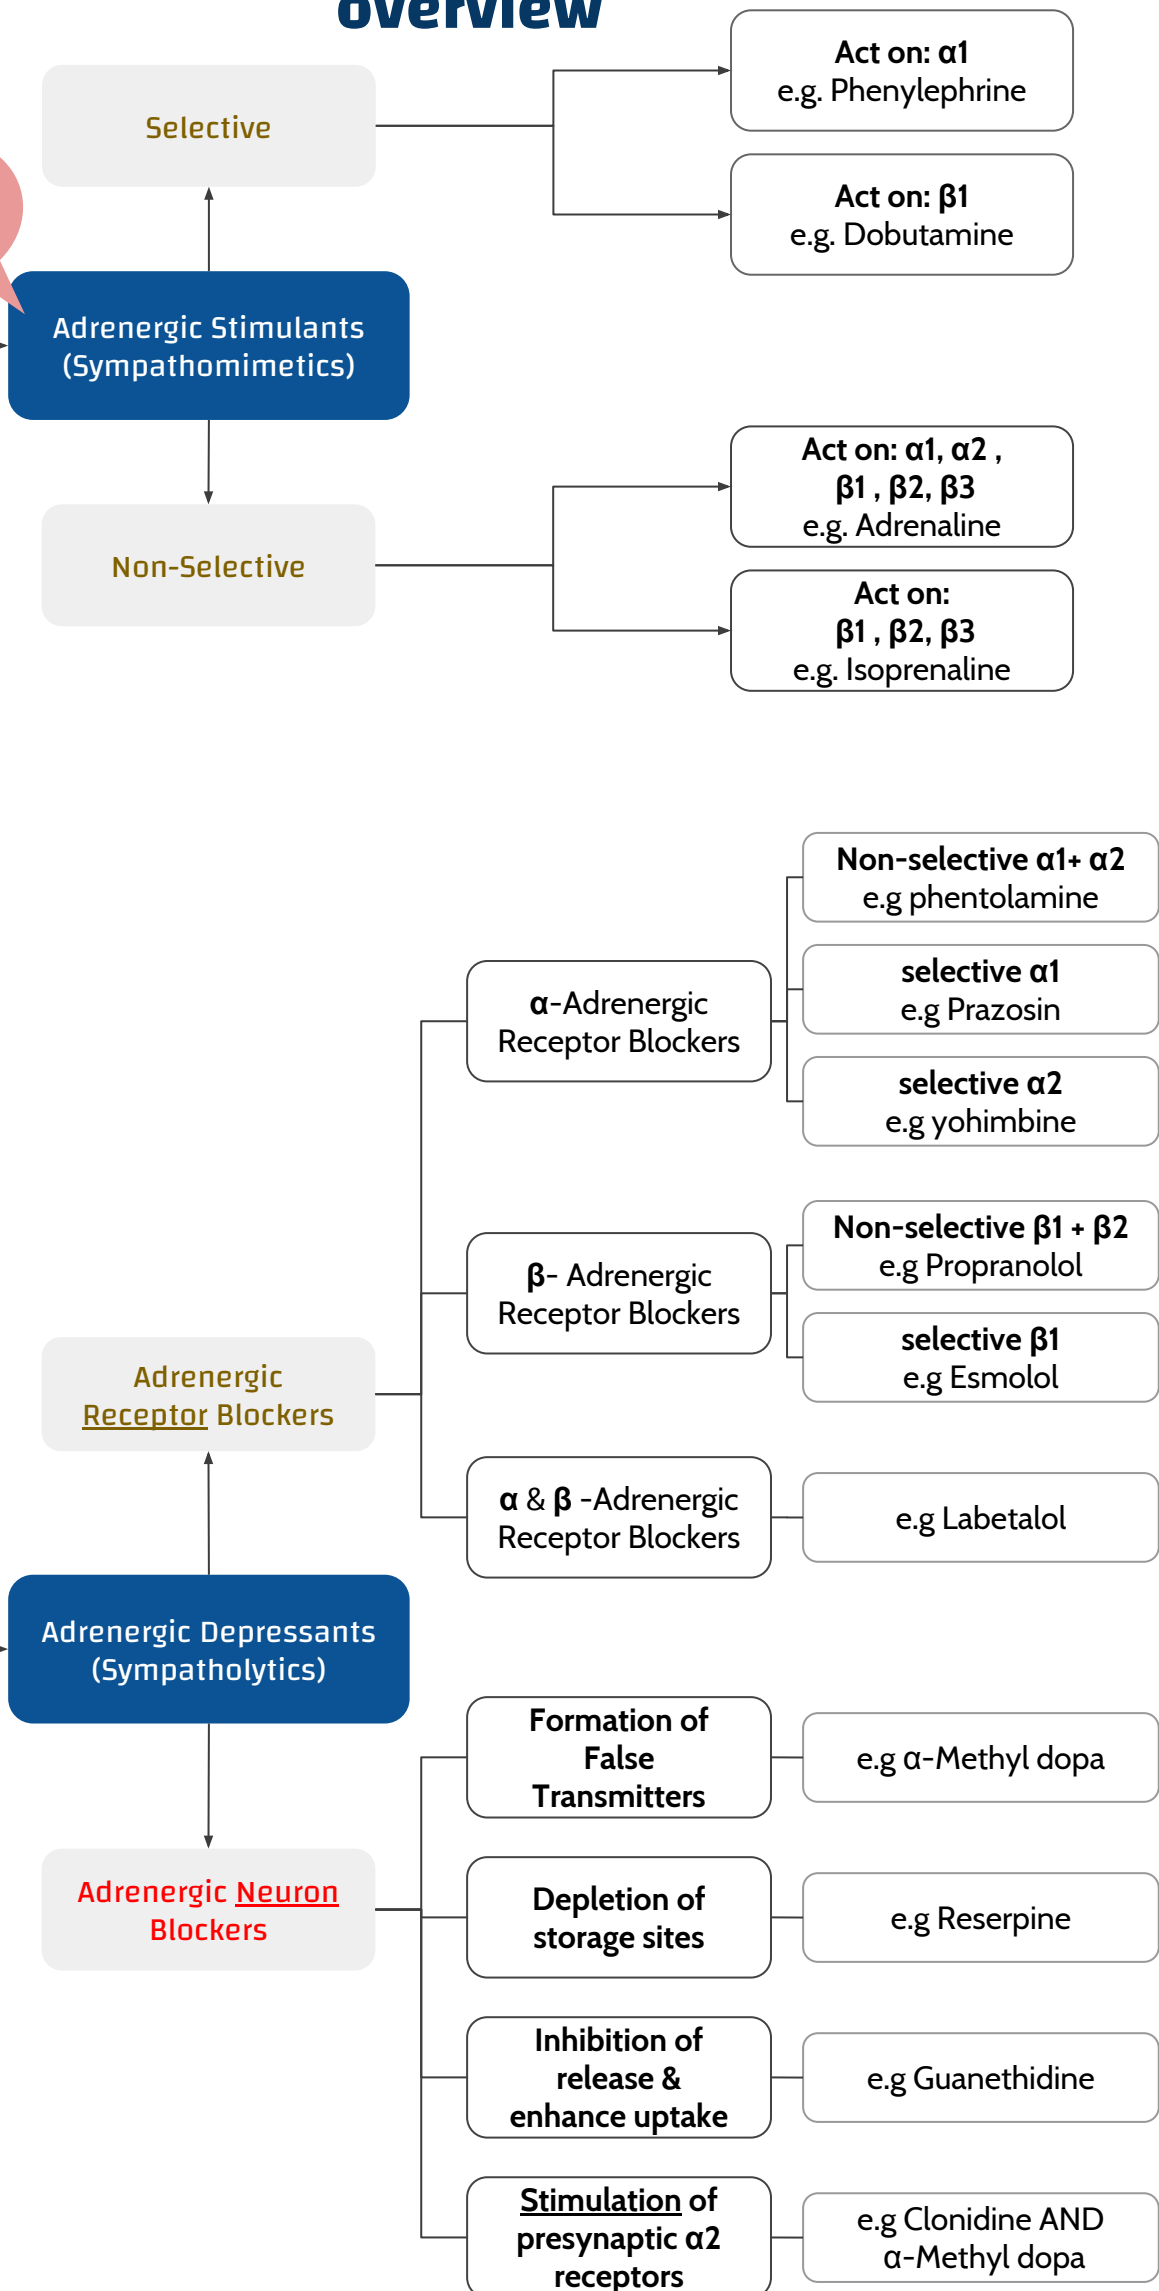 overview
Selective
Act on: α1
e.g. Phenylephrine
Act on: β1
e.g. Dobutamine
Adrenergic Stimulants
(Sympathomimetics)
Non-Selective
Act on: α1, α2 ,
β1 , β2, β3
e.g. Adrenaline
Act on:
β1 , β2, β3
e.g. Isoprenaline
Adrenergic
Receptor Blockers
α-Adrenergic
Receptor Blockers
Non-selective α1+ α2
e.g phentolamine
selective α1
e.g Prazosin
selective α2
e.g yohimbine
β- Adrenergic
Receptor Blockers
Non-selective β1 + β2
e.g Propranolol
selective β1
e.g Esmolol
α & β -Adrenergic
Receptor Blockers
e.g Labetalol
Adrenergic Depressants
(Sympatholytics)
Adrenergic Neuron
Blockers
Formation of
False
Transmitters
e.g α-Methyl dopa
Depletion of
storage sites
e.g Reserpine
Inhibition of
release &
enhance uptake
e.g Guanethidine
Stimulation of
presynaptic α2
receptors
e.g Clonidine AND
α-Methyl dopa